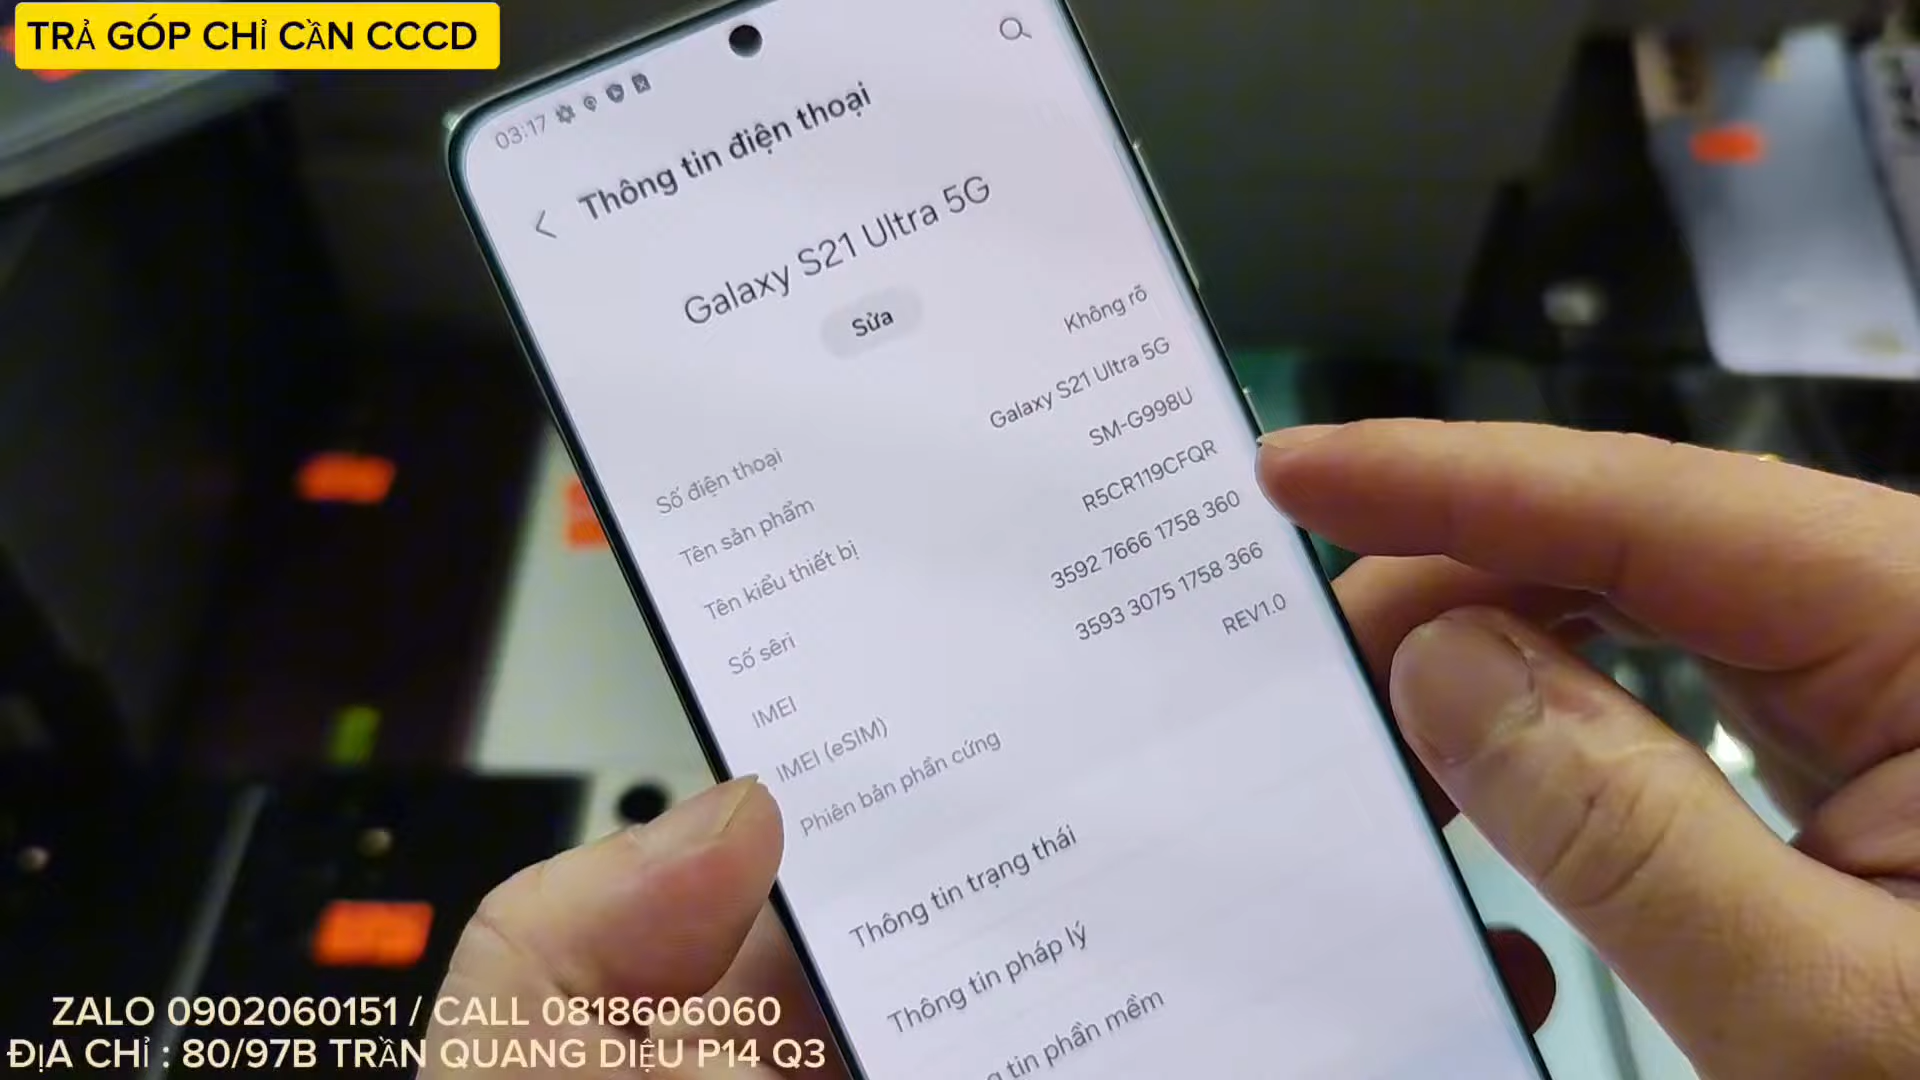 TRẢ GÓP CHỈ CẦN CCCD
03:17
Thông tin điện thoại
Galaxy S21 Ultra 5G
Sửa
Số điện thoại Không rõ
Tên sản phẩm Galaxy S21 Ultra 5G
Tên kiểu thiết bị SM-G998U
Số sêri R5CR119CFQR
IMEI 3592 7666 1758 360
IMEI (eSIM) 3593 3075 1758 366
Phiên bản phần cứng REV1.0
Thông tin trạng thái
Thông tin pháp lý
tin phần mềm
ZALO 0902060151 / CALL 0818606060
ĐỊA CHỈ : 80/97B TRẦN QUANG DIỆU P14 Q3